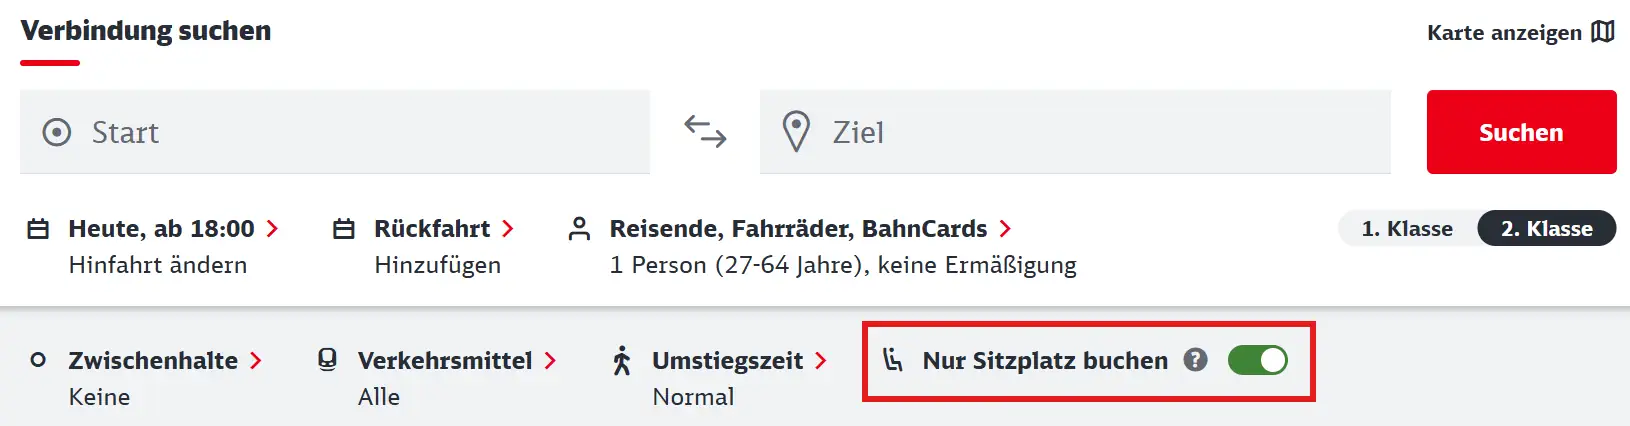 Verbindung suchen
Karte anzeigen
Start
Ziel
Suchen
Heute, ab 18:00
Hinfahrt ändern
Rückfahrt
Hinzufügen
Reisende, Fahrräder, BahnCards
1 Person (27-64 Jahre), keine Ermäßigung
1. Klasse
2. Klasse
Zwischenhalte
Keine
Verkehrsmittel
Alle
Umstiegszeit
Normal
Nur Sitzplatz buchen ?